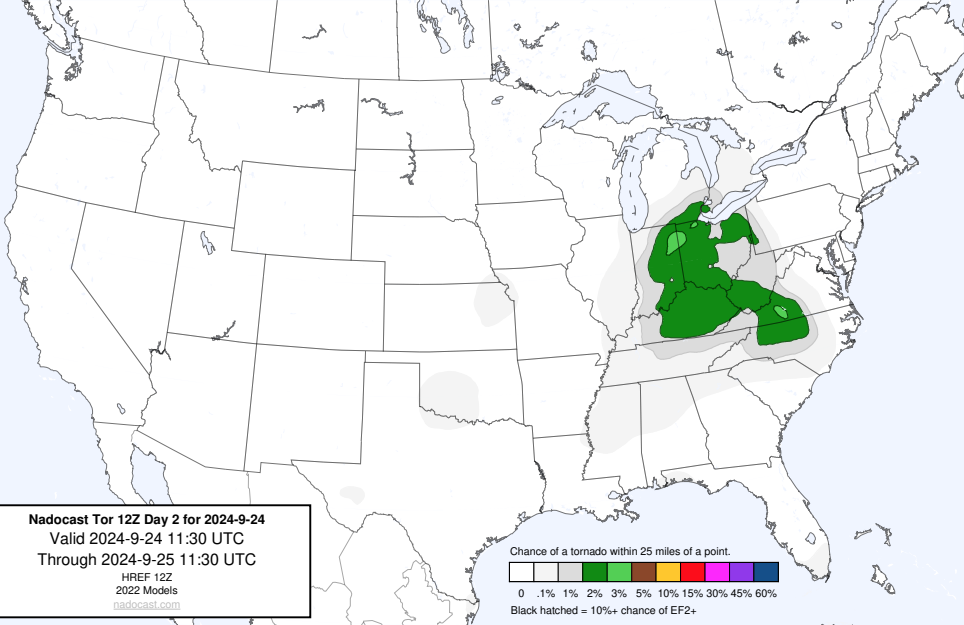 Nadocast Tor 12Z Day 2 for 2024-9-24
Valid 2024-9-24 11:30 UTC
Through 2024-9-25 11:30 UTC
HREF 12Z
2022 Models
nadocast.com
Chance of a tornado within 25 miles of a point.
0 .1% 1% 2% 3% 5% 10% 15% 30% 45% 60%
Black hatched = 10%+ chance of EF2+